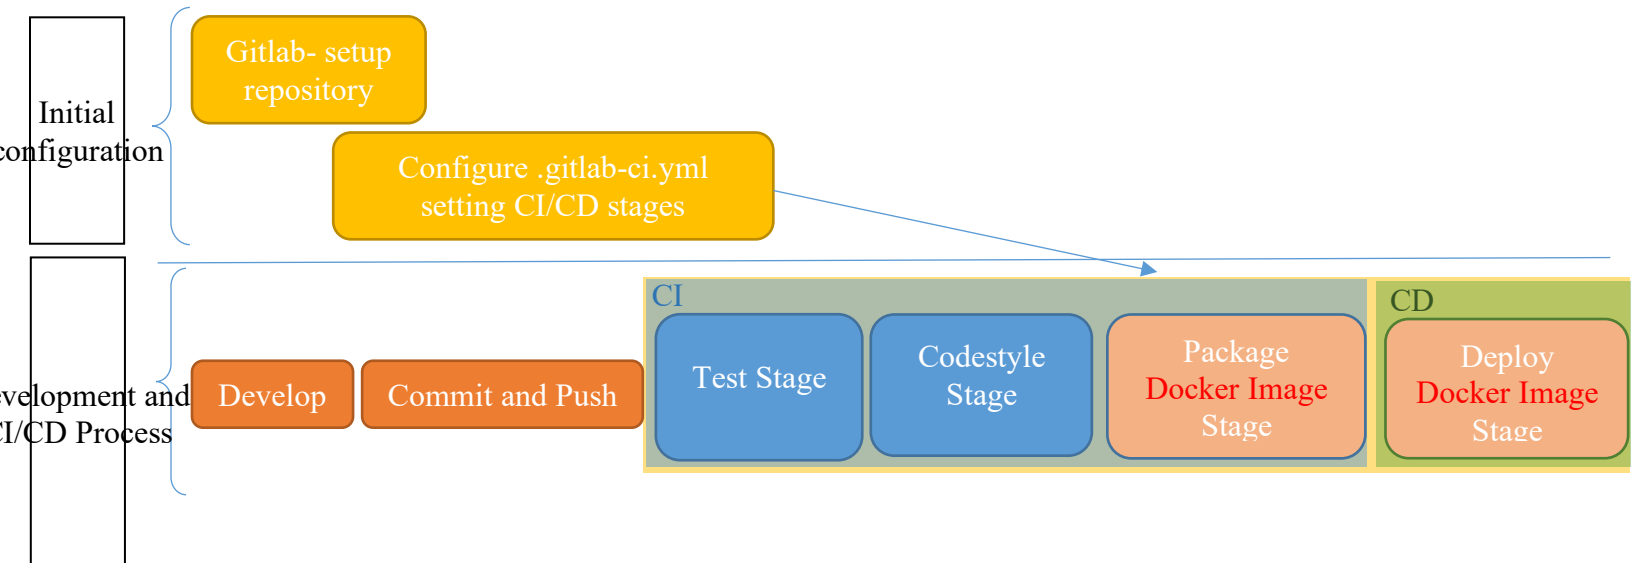 Gitlab- setup
repository
Initial
configuration
Configure .gitlab-ci.yml
setting CI/CD stages
CI
CD
Test Stage
Codestyle
Stage
Package
Docker Image
Stage
Deploy
Docker Image
Stage
Develop
Commit and Push
evelopment and
CI/CD Process